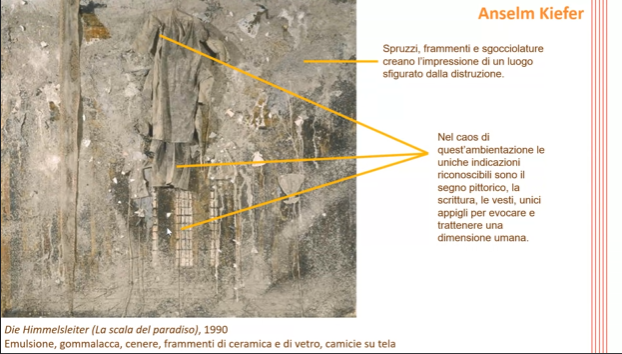 Anselm Kiefer
Spruzzi, frammenti e sgocciolature
creano l'impressione di un luogo
sfigurato dalla distruzione.
Nel caos di
quest'ambientazione le
uniche indicazioni
riconoscibili sono il
segno pittorico, la
scrittura, le vesti, unici
appigli per evocare e
trattenere una
dimensione umana.
Die Himmelsleiter (La scala del paradiso), 1990
Emulsione, gommalacca, cenere, frammenti di ceramica e di vetro, camicie su tela